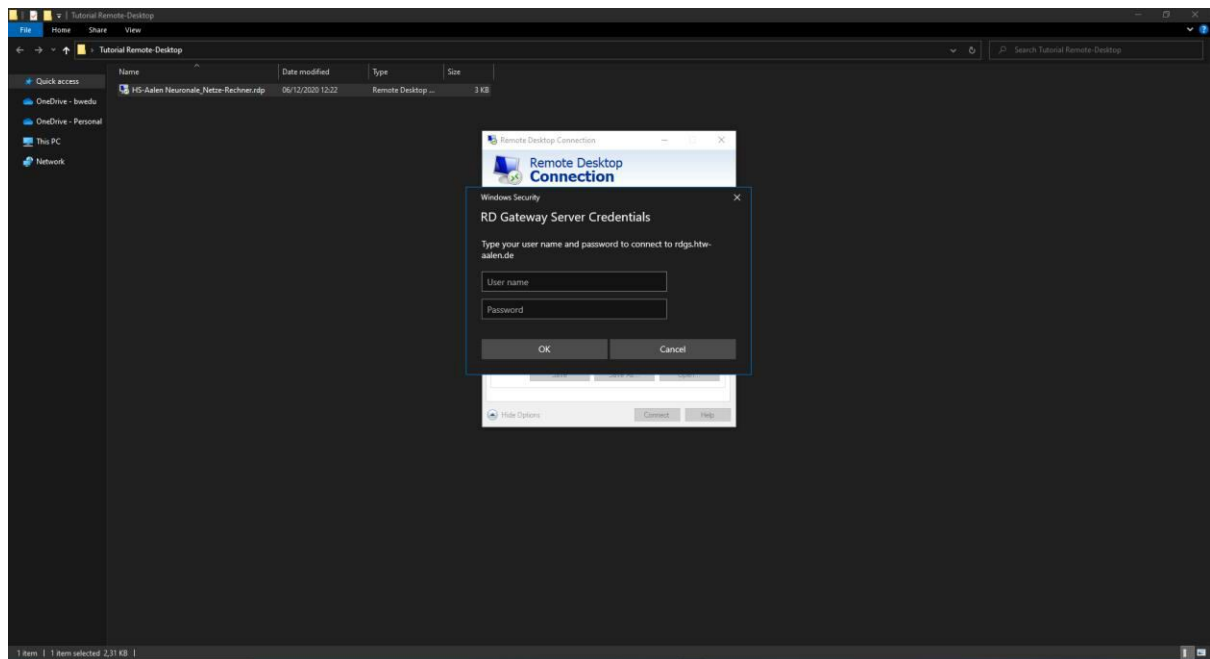 Tutorial Remote-Desktop
File Home Share View
Tutorial Remote-Desktop
Search Tutorial Remote-Desktop
Name Date modified Type Size
Quick access
HS-Aalen Neuronale_Netze-Rechner.rdp 06/12/2020 12:22 Remote Desktop ... 3 KB
OneDrive - bwedu
OneDrive - Personal
This PC
Network
Remote Desktop Connection
Remote Desktop
Connection
Windows Security
RD Gateway Server Credentials
Type your user name and password to connect to rdgs.htw-
aalen.de
User name
Password
OK Cancel
Hide Options Connect Help
1 item 1 item selected 2,31 KB